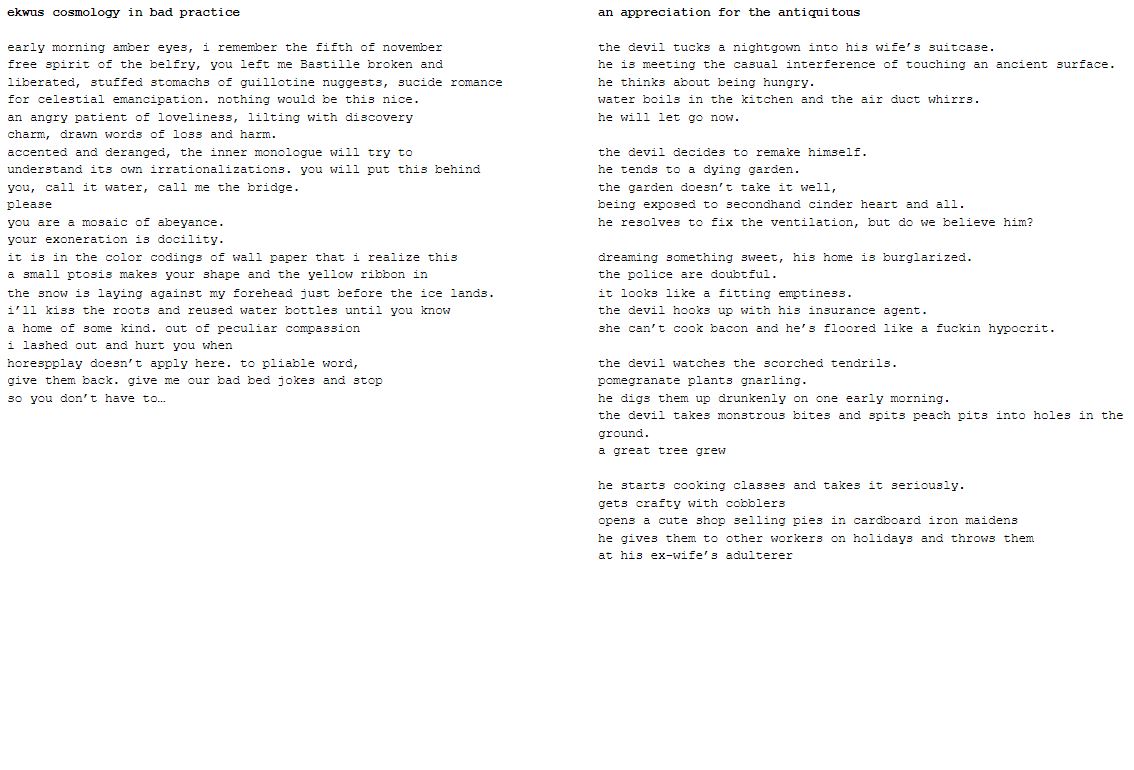 ekwus cosmology in bad practice
early morning amber eyes, i remember the fifth of november
free spirit of the belfry, you left me Bastille broken and
liberated, stuffed stomachs of guillotine nuggets, sucide romance
for celestial emancipation. nothing would be this nice.
an angry patient of loveliness, lilting with discovery
charm, drawn words of loss and harm.
accented and deranged, the inner monologue will try to
understand its own irrationalizations. you will put this behind
you, call it water, call me the bridge.
please
you are a mosaic of abeyance.
your exoneration is docility.
it is in the color codings of wall paper that i realize this
a small ptosis makes your shape and the yellow ribbon in
the snow is laying against my forehead just before the ice lands.
i’ll kiss the roots and reused water bottles until you know
a home of some kind. out of peculiar compassion
i lashed out and hurt you when
horespplay doesn’t apply here. to pliable word,
give them back. give me our bad bed jokes and stop
so you don’t have to…
an appreciation for the antiquitous
the devil tucks a nightgown into his wife’s suitcase.
he is meeting the casual interference of touching an ancient surface.
he thinks about being hungry.
water boils in the kitchen and the air duct whirrs.
he will let go now.
the devil decides to remake himself.
he tends to a dying garden.
the garden doesn’t take it well,
being exposed to secondhand cinder heart and all.
he resolves to fix the ventilation, but do we believe him?
dreaming something sweet, his home is burglarized.
the police are doubtful.
it looks like a fitting emptiness.
the devil hooks up with his insurance agent.
she can’t cook bacon and he’s floored like a fuckin hypocrit.
the devil watches the scorched tendrils.
pomegranate plants gnarling.
he digs them up drunkenly on one early morning.
the devil takes monstrous bites and spits peach pits into holes in the
ground.
a great tree grew
he starts cooking classes and takes it seriously.
gets crafty with cobblers
opens a cute shop selling pies in cardboard iron maidens
he gives them to other workers on holidays and throws them
at his ex-wife’s adulterer